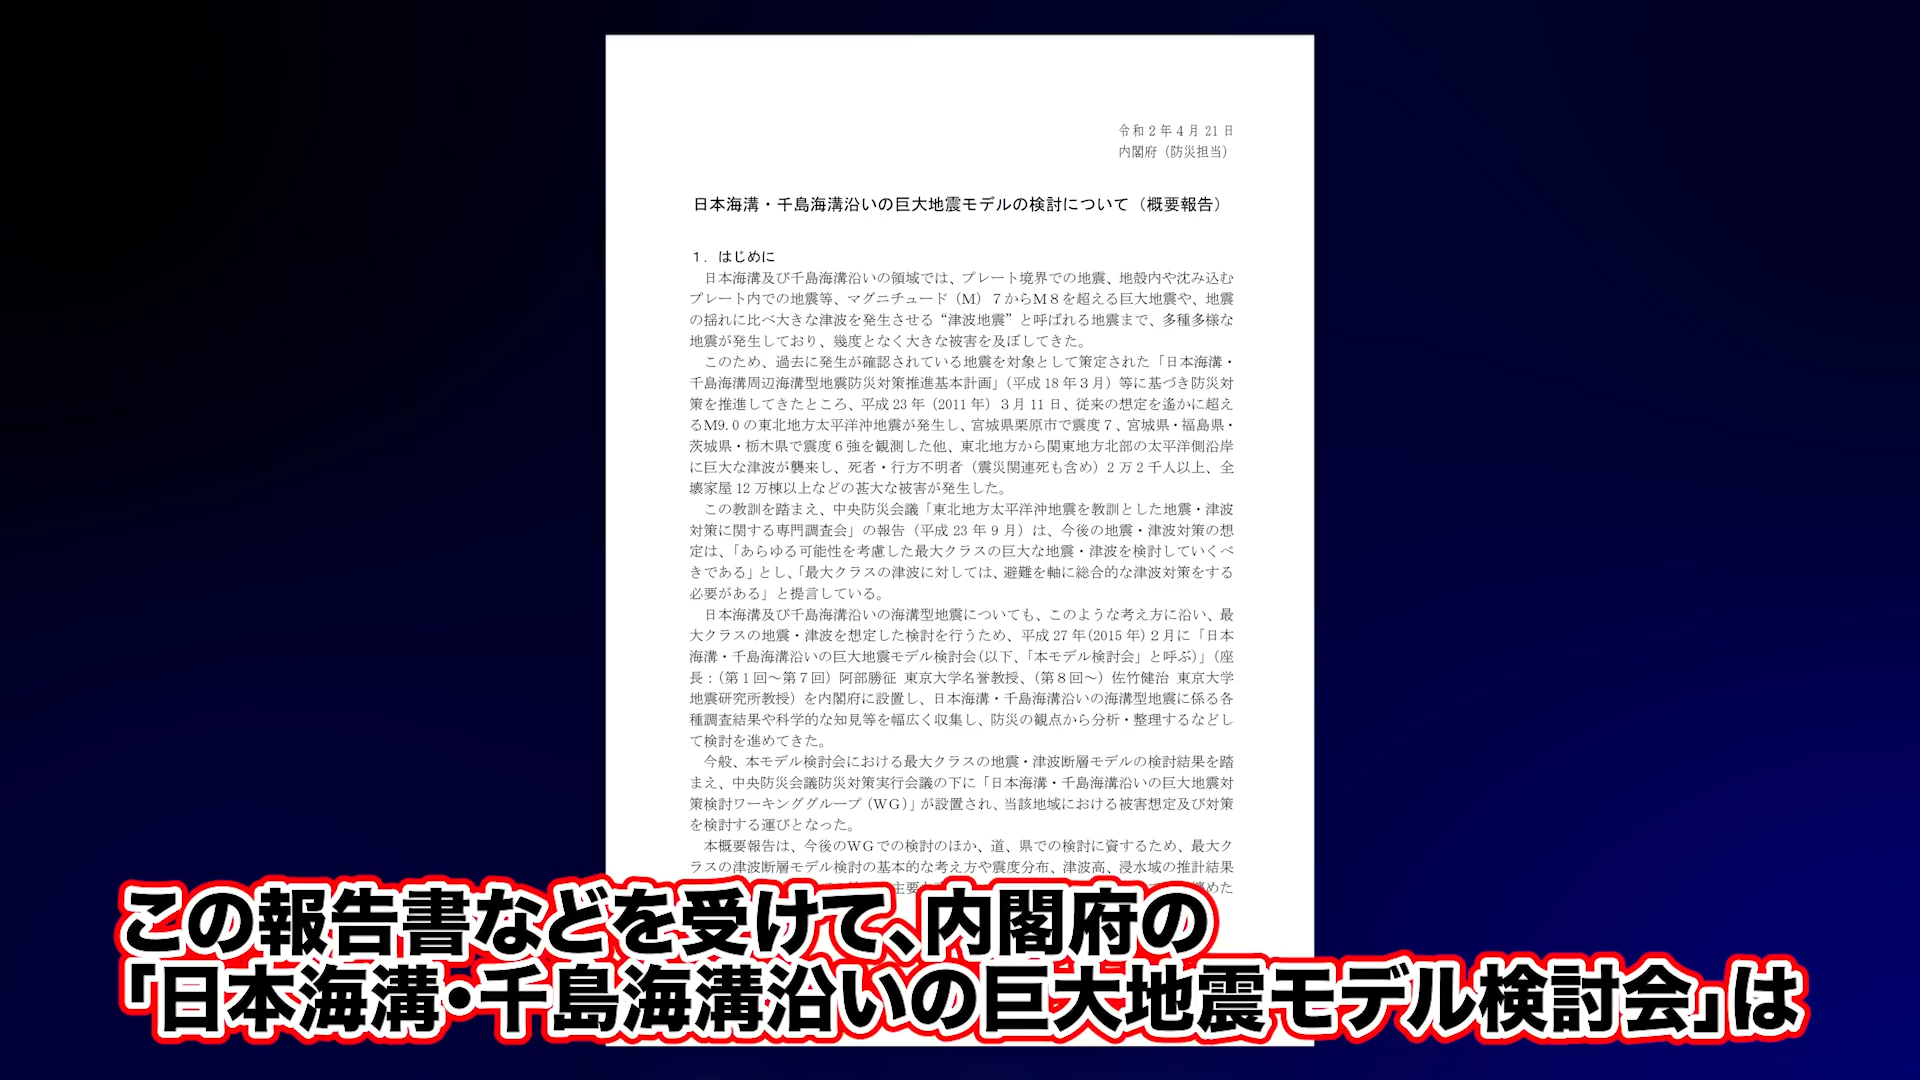 令和２年４月 21 日
内閣府（防災担当）
日本海溝・千島海溝沿いの巨大地震モデルの検討について（概要報告）
１．はじめに
日本海溝及び千島海溝沿いの領域では、プレート境界での地震、地殻内や沈み込む
プレート内での地震等、マグニチュード（M）７からM８を超える巨大地震や、地震
の揺れに比べ大きな津波を発生させる“津波地震”と呼ばれる地震まで、多種多様な
地震が発生しており、幾度となく大きな被害を及ぼしてきた。
このため、過去に発生が確認されている地震を対象として策定された「日本海溝・
千島海溝周辺海溝型地震防災対策推進基本計画」（平成 18 年３月）等に基づき防災対
策を推進してきたところ、平成 23 年（2011 年）３月 11 日、従来の想定を遙かに超え
るM9.０の東北地方太平洋沖地震が発生し、宮城県栗原市で震度７、宮城県・福島県・
茨城県・栃木県で震度６強を観測した他、東北地方から関東地方北部の太平洋側沿岸
に巨大な津波が襲来し、死者・行方不明者（震災関連死も含め）２万２千人以上、全
壊家屋 12 万棟以上などの甚大な被害が発生した。
この教訓を踏まえ、中央防災会議「東北地方太平洋沖地震を教訓とした地震・津波
対策に関する専門調査会」の報告（平成 23 年９月）は、今後の地震・津波対策の想
定は、「あらゆる可能性を考慮した最大クラスの巨大な地震・津波を検討していくべ
きである」とし、「最大クラスの津波に対しては、避難を軸に総合的な津波対策をする
必要がある」と提言している。
日本海溝及び千島海溝沿いの海溝型地震についても、このような考え方に沿い、最
大クラスの地震・津波を想定した検討を行うため、平成 27 年(2015 年)２月に「日本
海溝・千島海溝沿いの巨大地震モデル検討会(以下、「本モデル検討会」と呼ぶ)」（座
長：（第１回～第７回）阿部勝征 東京大学名誉教授、（第８回～）佐竹健治 東京大学
地震研究所教授）を内閣府に設置し、日本海溝・千島海溝沿いの海溝型地震に係る各
種調査結果や科学的な知見等を幅広く収集し、防災の観点から分析・整理するなどし
て検討を進めてきた。
今般、本モデル検討会における最大クラスの地震・津波断層モデルの検討結果を踏
まえ、中央防災会議防災対策実行会議の下に「日本海溝・千島海溝沿いの巨大地震対
策検討ワーキンググループ（WG）」が設置され、当該地域における被害想定及び対策
を検討する運びとなった。
本概要報告は、今後のWGでの検討のほか、道、県での検討に資するため、最大ク
ラスの津波断層モデル検討の基本的な考え方や震度分布、津波高、浸水域の推計結果
主要
纏めた
この報告書などを受けて、内閣府の
「日本海溝・千島海溝沿いの巨大地震モデル検討会」は